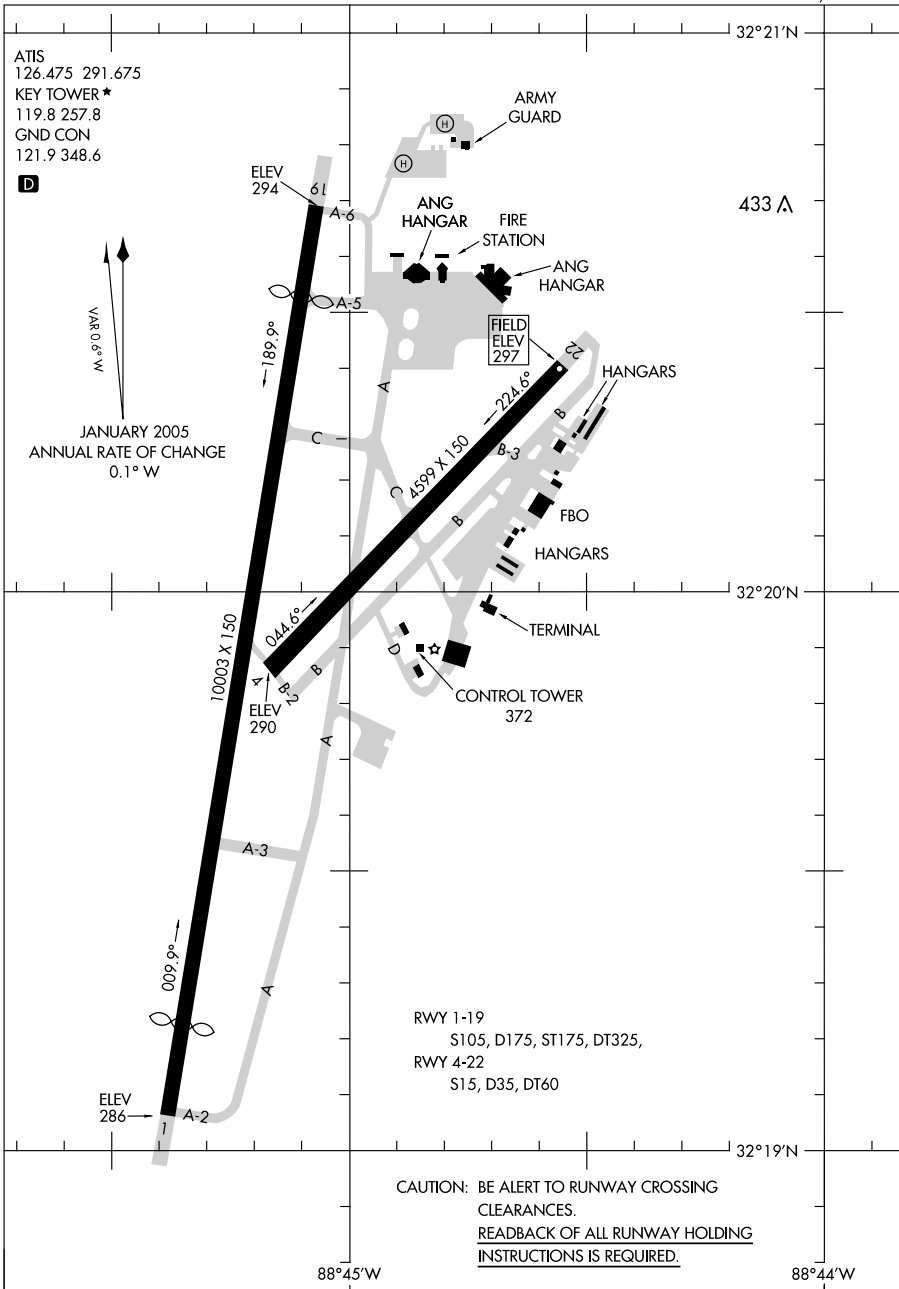 32°21'N
ATIS
126.475 291.675
KEY TOWER ★
119.8 257.8
GND CON
121.9 348.6
D
ARMY
GUARD
H
H
ELEV
294
19
A-6
ANG
HANGAR
FIRE
STATION
433
ANG
HANGAR
A-5
VAR 0.6° W
189.9°
FIELD
ELEV
297
22
HANGARS
A
224.6°
JANUARY 2005
ANNUAL RATE OF CHANGE
0.1° W
C
B
B-3
4599 X 150
C
B
FBO
HANGARS
32°20'N
044.6°
10003 X 150
TERMINAL
D
B
4
B-2
ELEV
290
CONTROL TOWER
372
A
A-3
009.9°
A
RWY 1-19
S105, D175, ST175, DT325,
RWY 4-22
S15, D35, DT60
ELEV
286
A-2
1
32°19'N
CAUTION: BE ALERT TO RUNWAY CROSSING
CLEARANCES.
READBACK OF ALL RUNWAY HOLDING
INSTRUCTIONS IS REQUIRED.
88°45'W
88°44'W